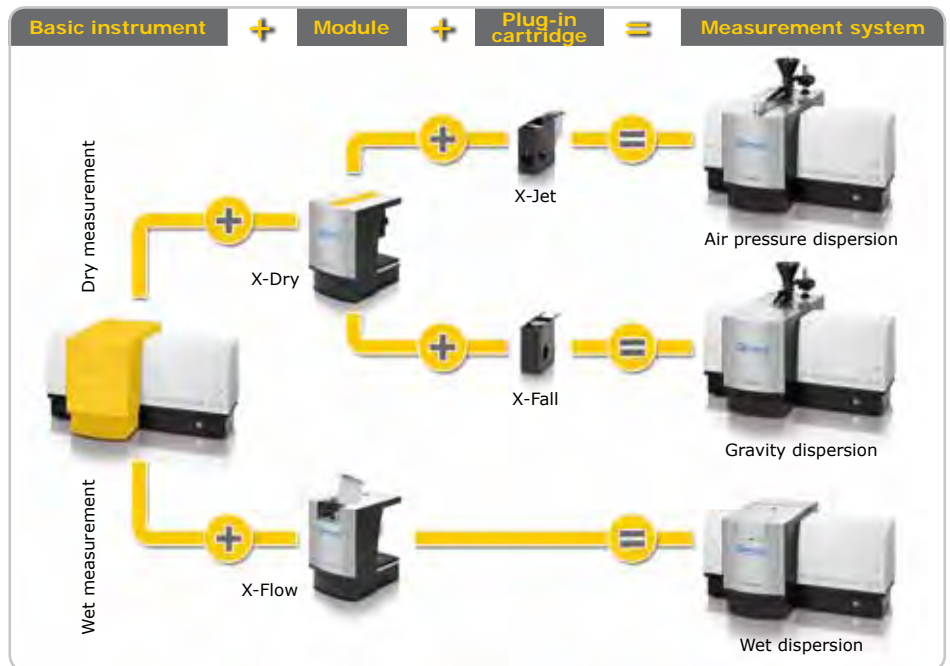 Basic instrument + Module + Plug-in cartridge = Measurement system
Dry measurement
+
X-Dry
+
X-Jet
=
Air pressure dispersion
+
X-Fall
=
Gravity dispersion
Wet measurement
+
X-Flow
=
Wet dispersion